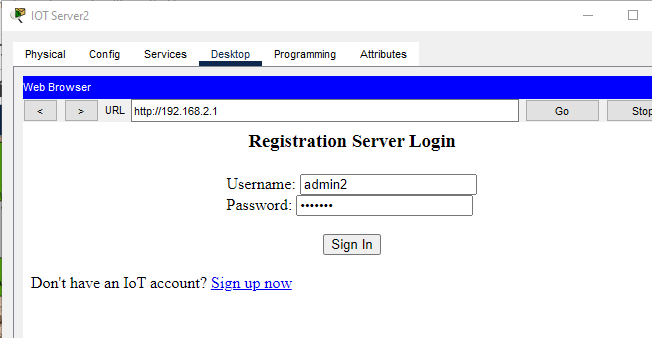 IOT Server2
Physical Config Services Desktop Programming Attributes
Web Browser
< > URL http://192.168.2.1 Go Stop
Registration Server Login
Username: admin2
Password: •••••••
Sign In
Don't have an IoT account? Sign up now